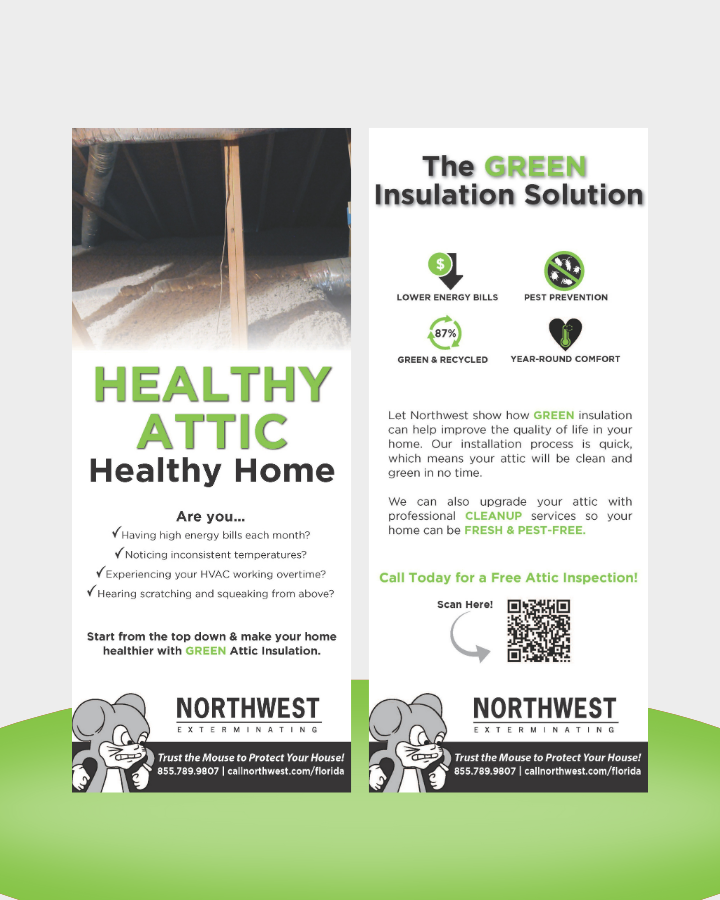 HEALTHY
ATTIC
Healthy Home
Are you...
✓Having high energy bills each month?
✓Noticing inconsistent temperatures?
✓Experiencing your HVAC working overtime?
✓Hearing scratching and squeaking from above?
Start from the top down & make your home
healthier with GREEN Attic Insulation.
NORTHWEST
EXTERMINATING
Trust the Mouse to Protect Your House!
855.789.9807 | callnorthwest.com/florida
The GREEN
Insulation Solution
$
LOWER ENERGY BILLS
PEST PREVENTION
87%
GREEN & RECYCLED
YEAR-ROUND COMFORT
Let Northwest show how GREEN insulation
can help improve the quality of life in your
home. Our installation process is quick,
which means your attic will be clean and
green in no time.
We can also upgrade your attic with
professional CLEANUP services so your
home can be FRESH & PEST-FREE.
Call Today for a Free Attic Inspection!
Scan Here!
NORTHWEST
EXTERMINATING
Trust the Mouse to Protect Your House!
855.789.9807 | callnorthwest.com/florida